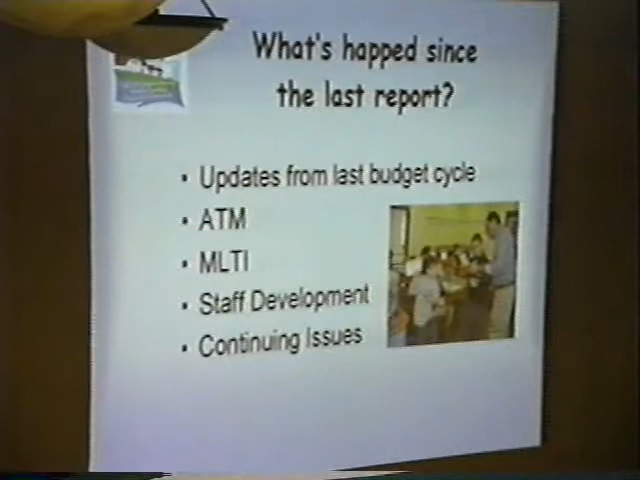 What's happed since
the last report?
• Updates from last budget cycle
• ATM
• MLTI
• Staff Development
• Continuing Issues